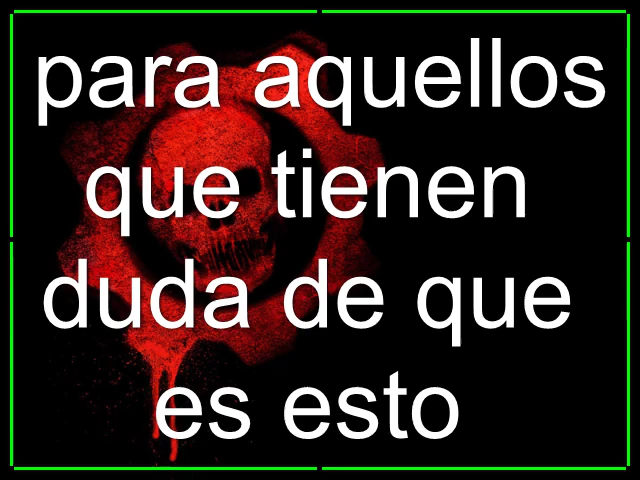 para aquellos
que tienen
duda de que
es esto